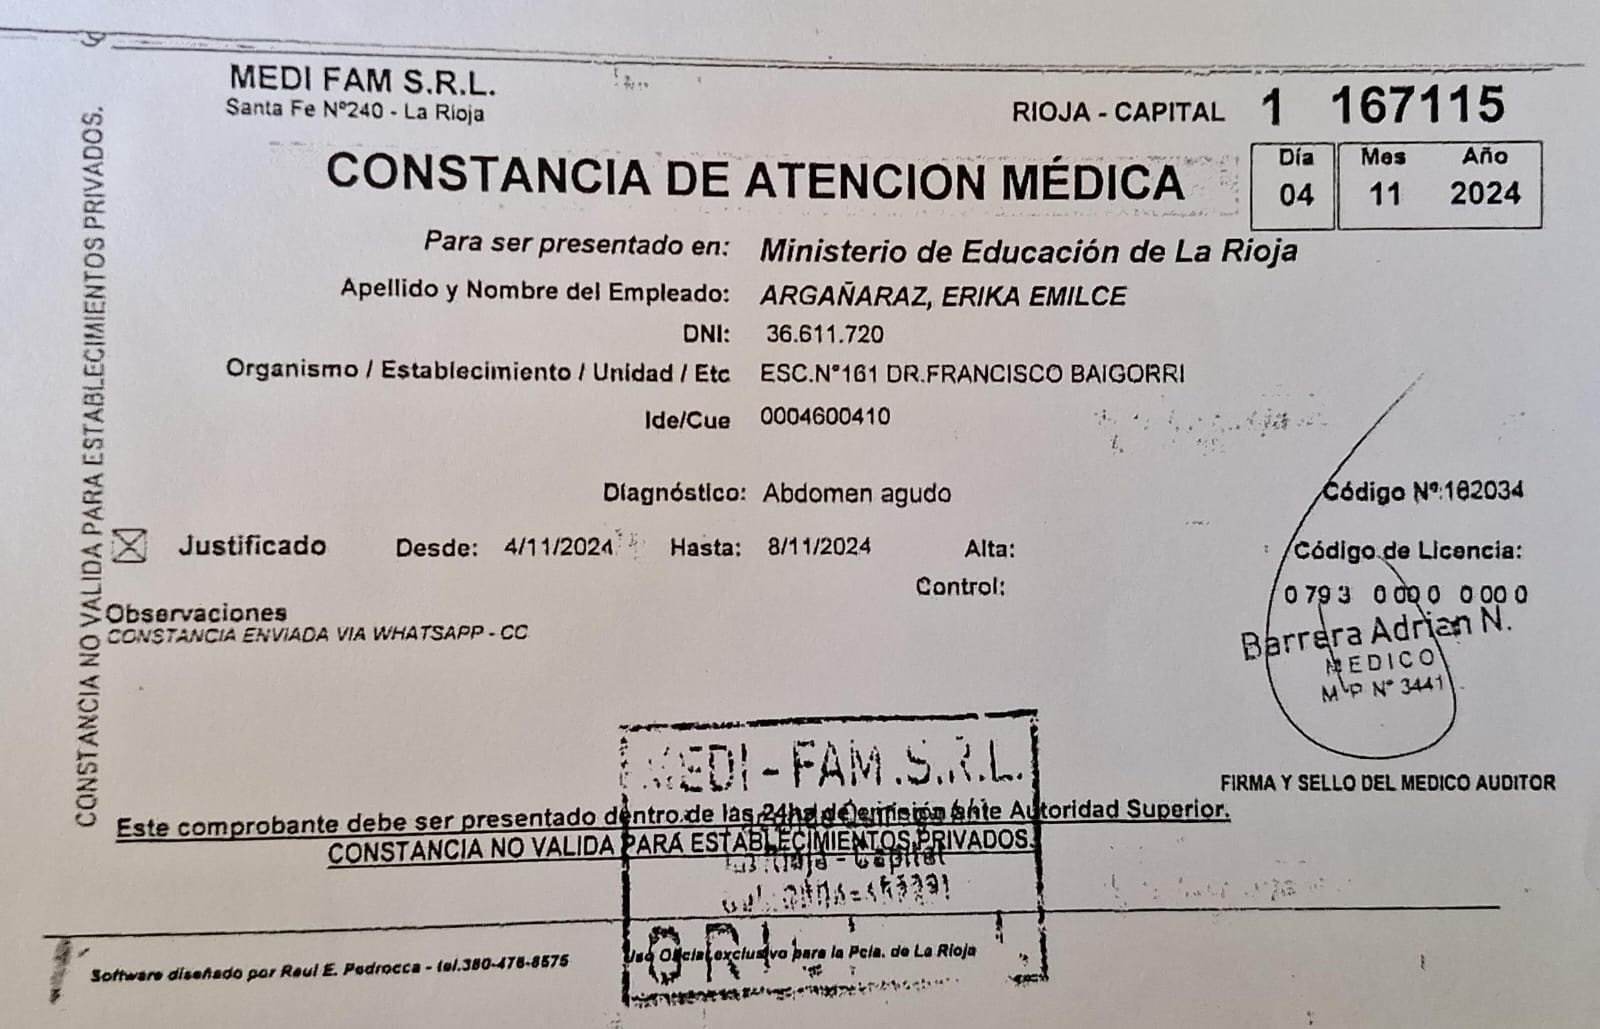 MEDI FAM S.R.L.
Santa Fe Nº240 - La Rioja
RIOJA - CAPITAL 1 167115
CONSTANCIA DE ATENCION MÉDICA
Día Mes Año
04 11 2024
Para ser presentado en: Ministerio de Educación de La Rioja
Apellido y Nombre del Empleado: ARGAÑARAZ, ERIKA EMILCE
DNI: 36.611.720
Organismo / Establecimiento / Unidad / Etc ESC.Nº161 DR.FRANCISCO BAIGORRI
Ide/Cue 0004600410
Diagnóstico: Abdomen agudo
Código Nº:162034
Justificado Desde: 4/11/2024 Hasta: 8/11/2024 Alta:
Código de Licencia:
Control:
0793 0000 0000
Observaciones
CONSTANCIA ENVIADA VIA WHATSAPP - CC
Barrera Adrian N.
MEDICO
M P Nº 3441
FIRMA Y SELLO DEL MEDICO AUDITOR
MEDI - FAM.S.R.L.
Este comprobante debe ser presentado dentro de las 24hs de emisión ante Autoridad Superior.
CONSTANCIA NO VALIDA PARA ESTABLECIMIENTOS PRIVADOS.
La Rioja - Capital
Software diseñado por Raul E. Pedrocca - tel.380-476-8575
Uso Oficial exclusivo para la Pcia. de La Rioja
CONSTANCIA NO VALIDA PARA ESTABLECIMIENTOS PRIVADOS.